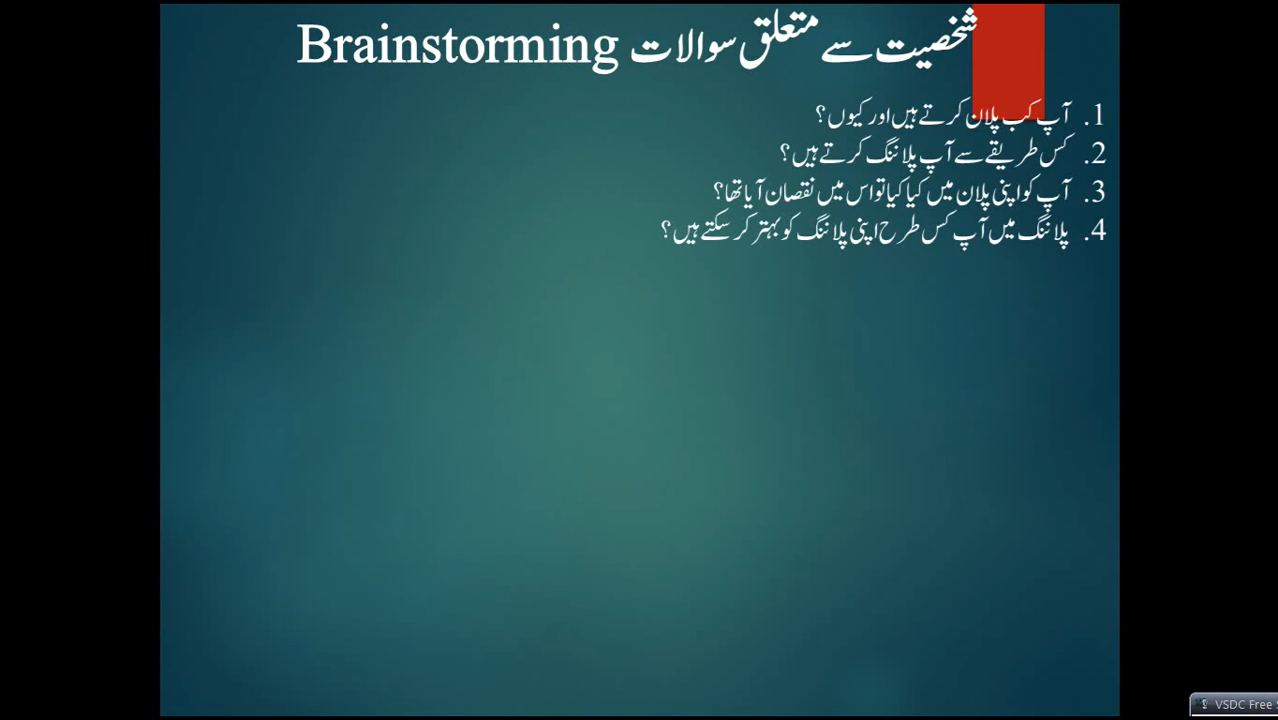 شخصیت سے متعلق سوالات Brainstorming
1. آپ کب پلان کرتے ہیں اور کیوں؟
2. کس طریقے سے آپ پلاننگ کرتے ہیں؟
3. آپ کو اپنی پلان میں کیا کیا تو اس میں نقصان آیا تھا؟
4. پلاننگ میں آپ کس طرح اپنی پلاننگ کو بہتر کر سکتے ہیں؟
VSDC Free